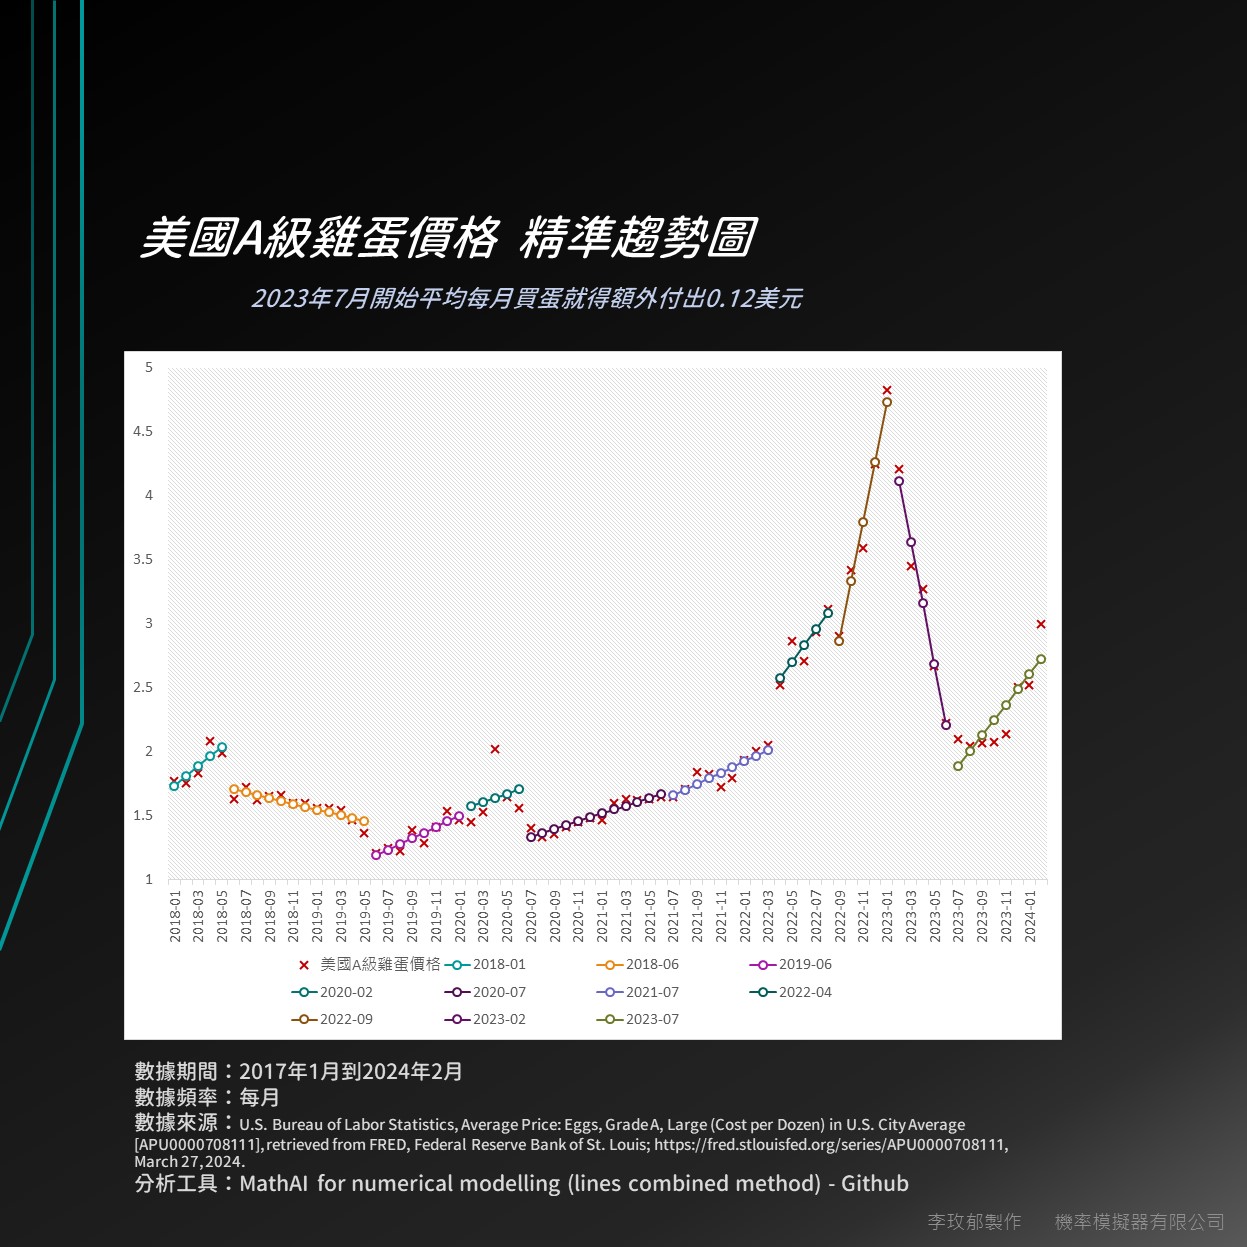 美國A級雞蛋價格 精準趨勢圖
2023年7月開始平均每月買蛋就得額外付出0.12美元
5
4.5
4
3.5
3
2.5
2
1.5
1
2018-01 2018-03 2018-05 2018-07 2018-09 2018-11 2019-01 2019-03 2019-05 2019-07 2019-09 2019-11 2020-01 2020-03 2020-05 2020-07 2020-09 2020-11 2021-01 2021-03 2021-05 2021-07 2021-09 2021-11 2022-01 2022-03 2022-05 2022-07 2022-09 2022-11 2023-01 2023-03 2023-05 2023-07 2023-09 2023-11 2024-01
美國A級雞蛋價格 2018-01 2018-06 2019-06
2020-02 2020-07 2021-07 2022-04
2022-09 2023-02 2023-07
數據期間：2017年1月到2024年2月
數據頻率：每月
數據來源：U.S. Bureau of Labor Statistics, Average Price: Eggs, Grade A, Large (Cost per Dozen) in U.S. City Average
[APU0000708111], retrieved from FRED, Federal Reserve Bank of St. Louis; https://fred.stlouisfed.org/series/APU0000708111,
March 27, 2024.
分析工具：MathAI for numerical modelling (lines combined method) - Github
李玫郁製作 機率模擬器有限公司